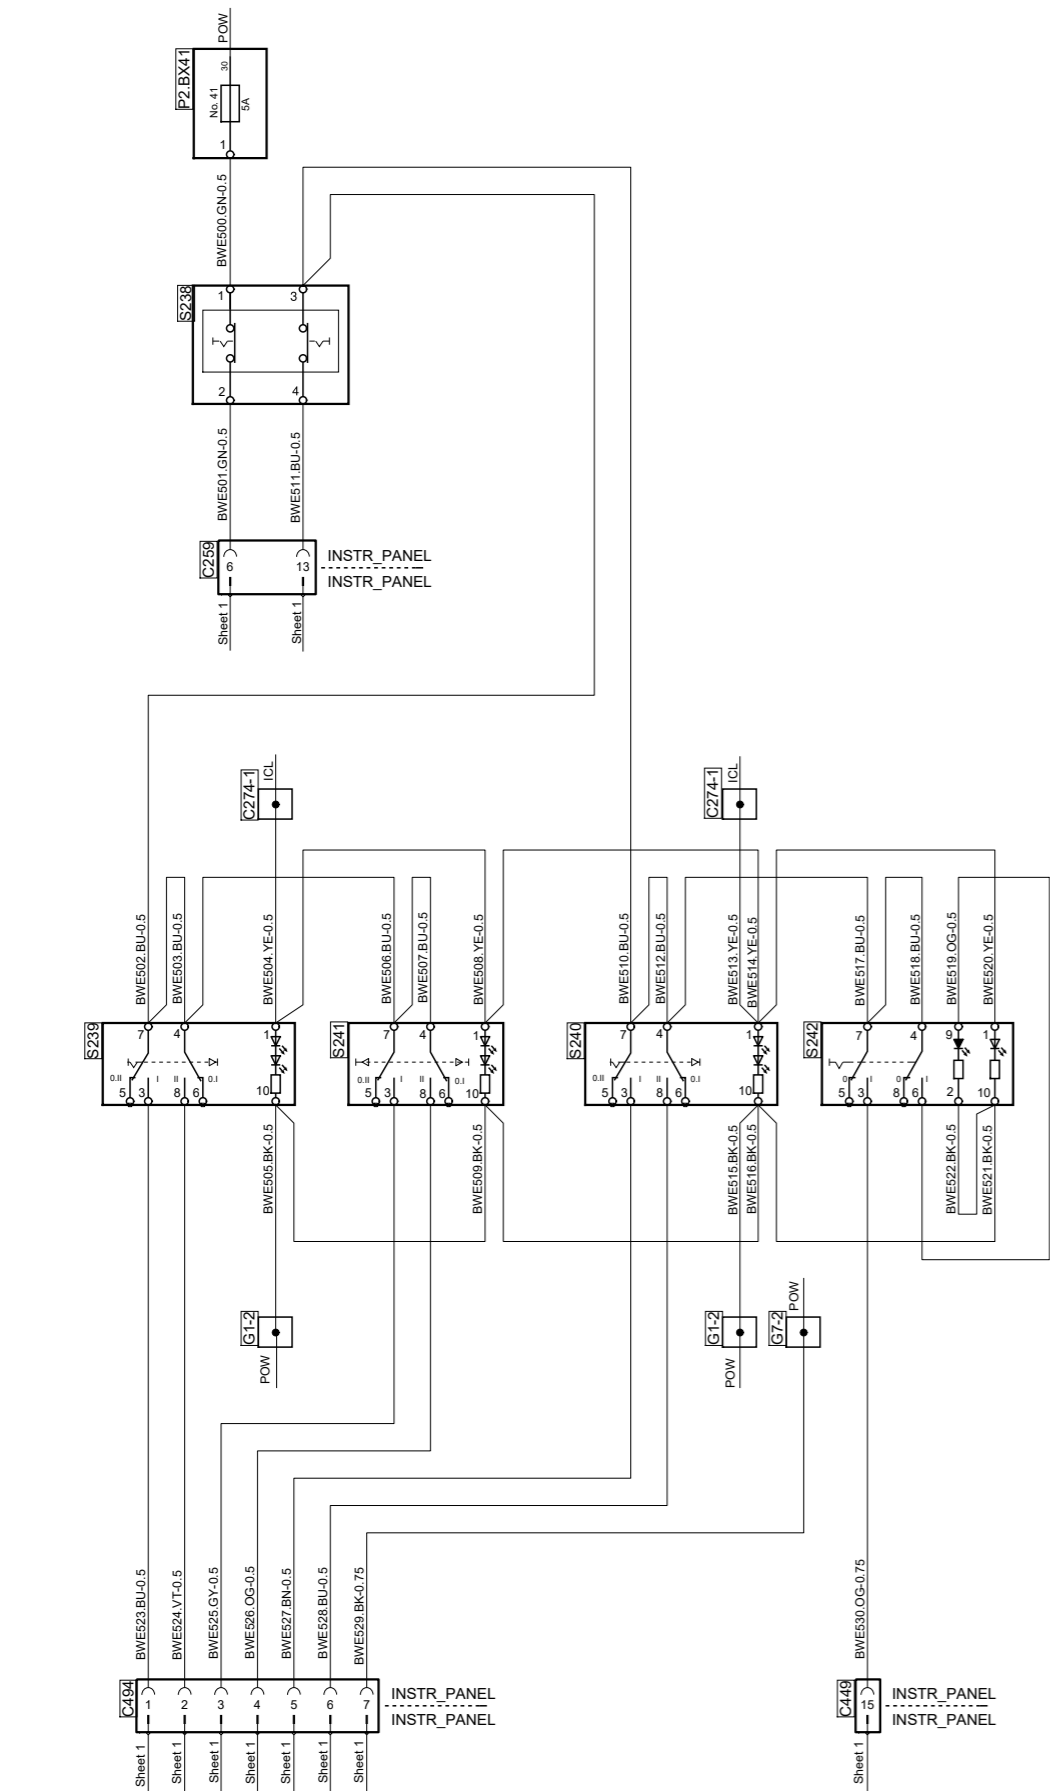 POW
P2.BX41
30
No. 41
5A
1
BWE500.GN-0.5
S238
1
3
2
4
BWE501.GN-0.5
BWE511.BU-0.5
C259
6
13
INSTR_PANEL
INSTR_PANEL
Sheet 1
Sheet 1
C274-1
ICL
C274-1
ICL
BWE502.BU-0.5
BWE503.BU-0.5
BWE504.YE-0.5
BWE506.BU-0.5
BWE507.BU-0.5
BWE508.YE-0.5
BWE510.BU-0.5
BWE512.BU-0.5
BWE513.YE-0.5
BWE514.YE-0.5
BWE517.BU-0.5
BWE518.BU-0.5
BWE519.OG-0.5
BWE520.YE-0.5
S239
7
4
1
0.II
I
II
0.I
5
3
8
6
10
S241
7
4
1
0.II
I
II
0.I
5
3
8
6
10
S240
7
4
1
0.II
I
II
0.I
5
3
8
6
10
S242
7
4
9
1
0
I
0
I
5
3
8
6
2
10
BWE505.BK-0.5
BWE509.BK-0.5
BWE515.BK-0.5
BWE516.BK-0.5
BWE522.BK-0.5
BWE521.BK-0.5
G1-2
POW
G1-2
POW
G7-2
POW
BWE523.BU-0.5
BWE524.VT-0.5
BWE525.GY-0.5
BWE526.OG-0.5
BWE527.BN-0.5
BWE528.BU-0.5
BWE529.BK-0.75
BWE530.OG-0.75
C494
1
2
3
4
5
6
7
INSTR_PANEL
INSTR_PANEL
C449
15
INSTR_PANEL
INSTR_PANEL
Sheet 1
Sheet 1
Sheet 1
Sheet 1
Sheet 1
Sheet 1
Sheet 1
Sheet 1